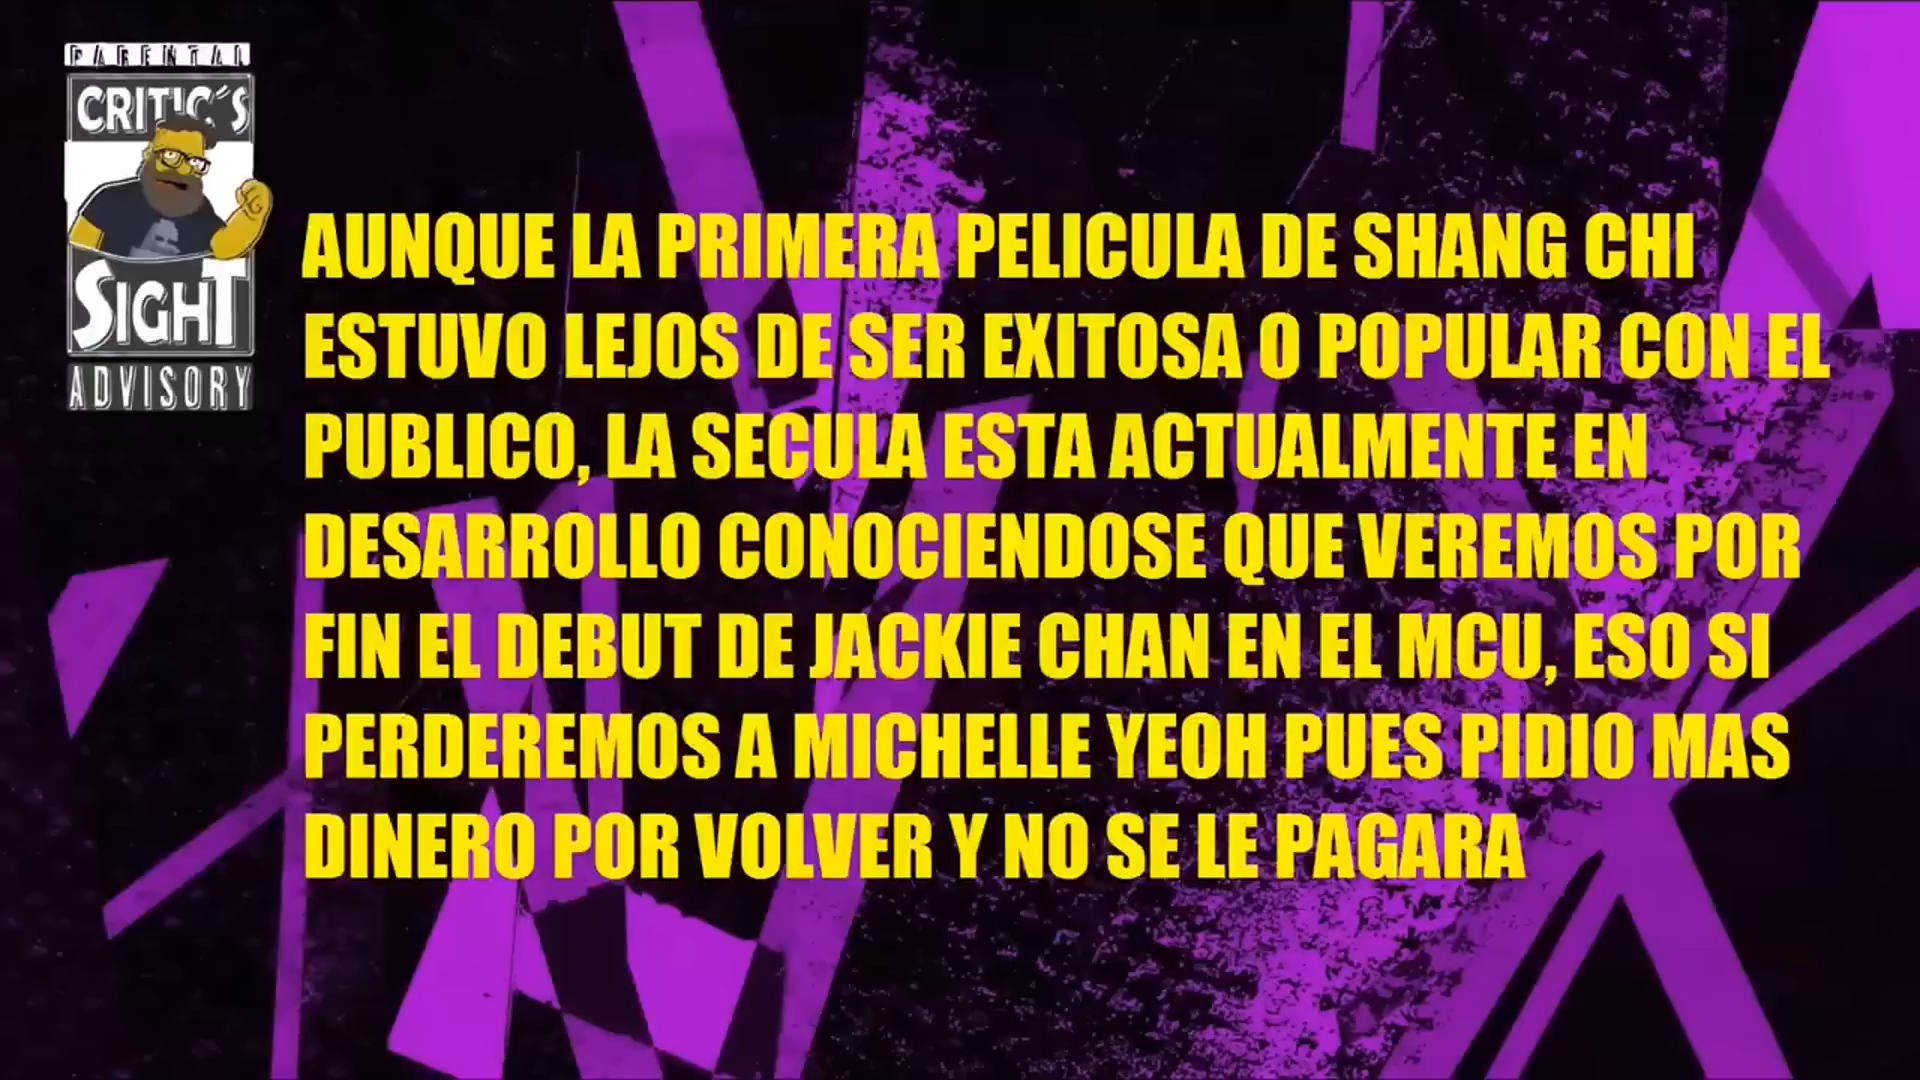 PARENTAL
CRITIC´S
SIGHT
ADVISORY
AUNQUE LA PRIMERA PELICULA DE SHANG CHI
ESTUVO LEJOS DE SER EXITOSA O POPULAR CON EL
PUBLICO, LA SECULA ESTA ACTUALMENTE EN
DESARROLLO CONOCIENDOSE QUE VEREMOS POR
FIN EL DEBUT DE JACKIE CHAN EN EL MCU, ESO SI
PERDEREMOS A MICHELLE YEOH PUES PIDIO MAS
DINERO POR VOLVER Y NO SE LE PAGARA